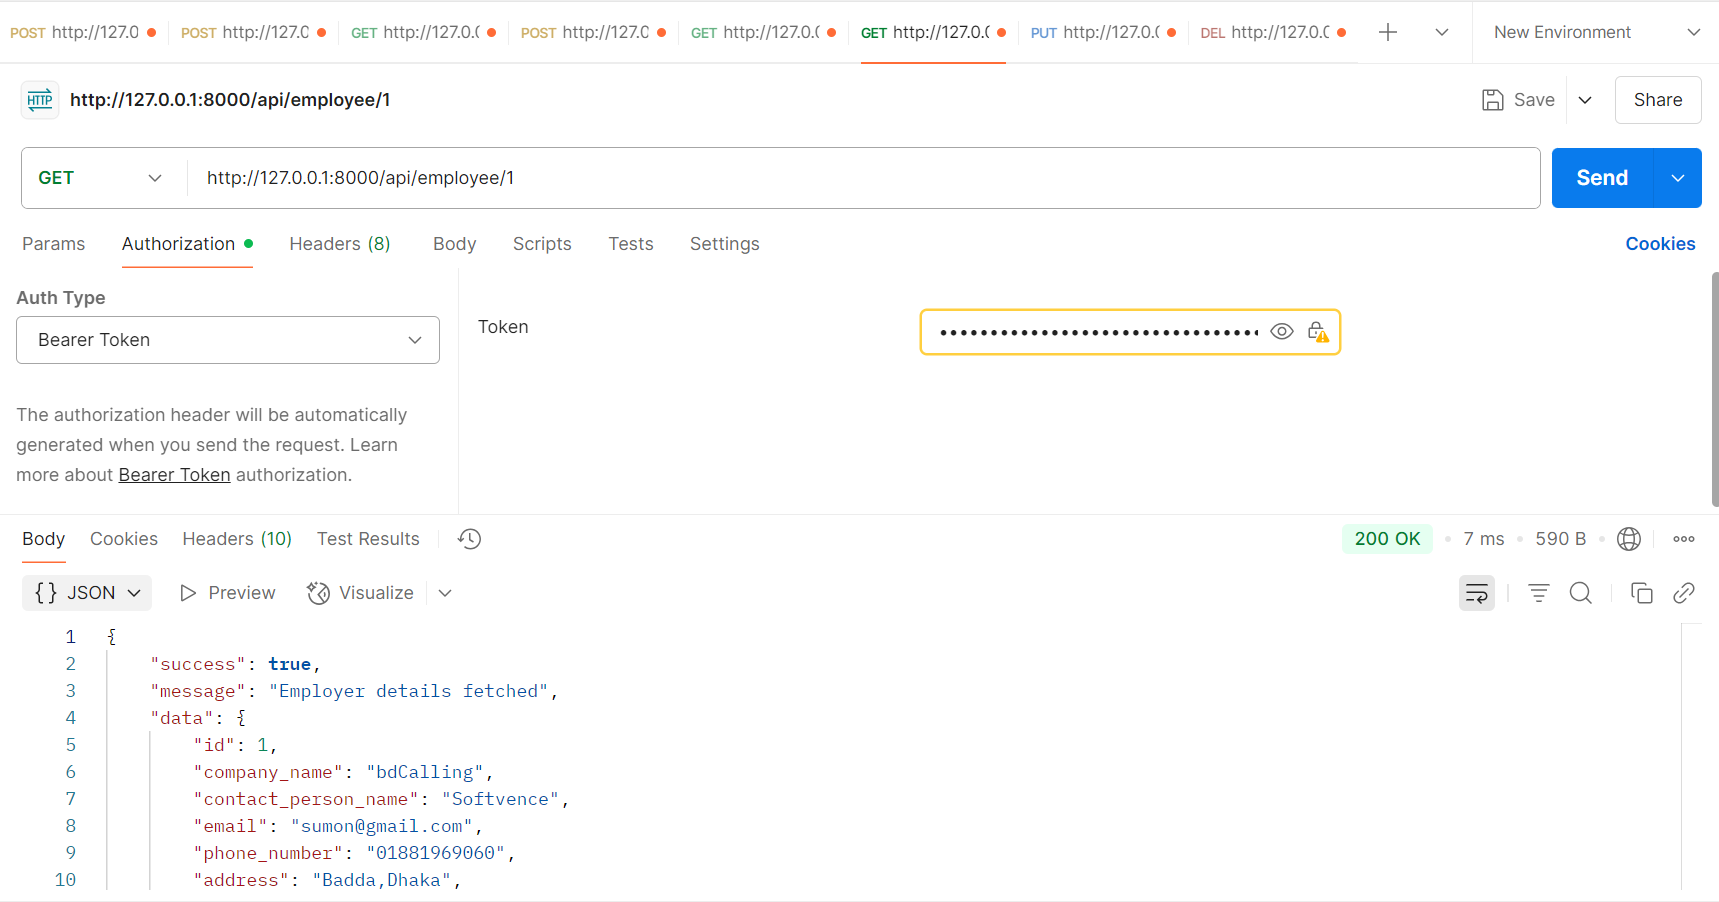 POST http://127.0 POST http://127.0 GET http://127.0.0 POST http://127.0 GET http://127.0.0 GET http://127.0.0 PUT http://127.0.0 DEL http://127.0.0 New Environment
HTTP http://127.0.0.1:8000/api/employee/1 Save Share
GET http://127.0.0.1:8000/api/employee/1 Send
Params Authorization Headers (8) Body Scripts Tests Settings Cookies
Auth Type
Bearer Token
Token
The authorization header will be automatically
generated when you send the request. Learn
more about Bearer Token authorization.
Body Cookies Headers (10) Test Results 200 OK • 7 ms • 590 B
{} JSON Preview Visualize
1 {
2 "success": true,
3 "message": "Employer details fetched",
4 "data": {
5 "id": 1,
6 "company_name": "bdCalling",
7 "contact_person_name": "Softvence",
8 "email": "sumon@gmail.com",
9 "phone_number": "01881969060",
10 "address": "Badda,Dhaka",